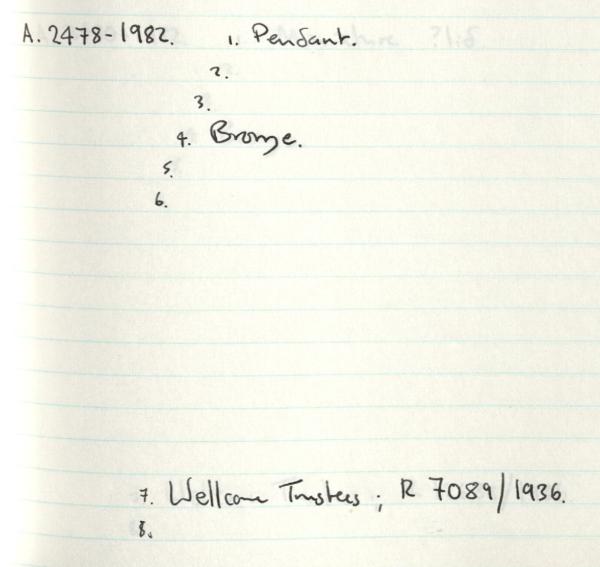 A. 2478-1982. 1. Pendant.
2.
3.
4. Bronze.
5.
6.
7. Wellcome Trustees ; R 7089/1936.
8.